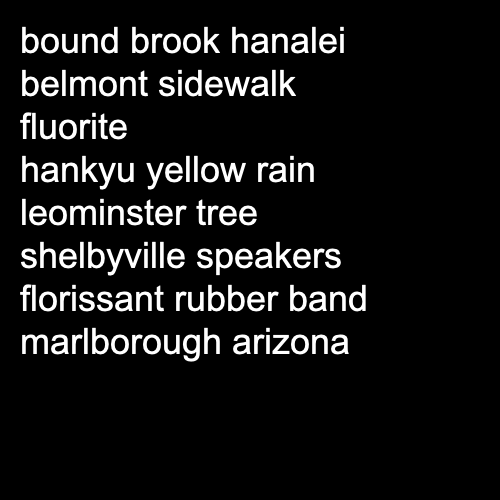 bound brook hanalei
belmont sidewalk
fluorite
hankyu yellow rain
leominster tree
shelbyville speakers
florissant rubber band
marlborough arizona